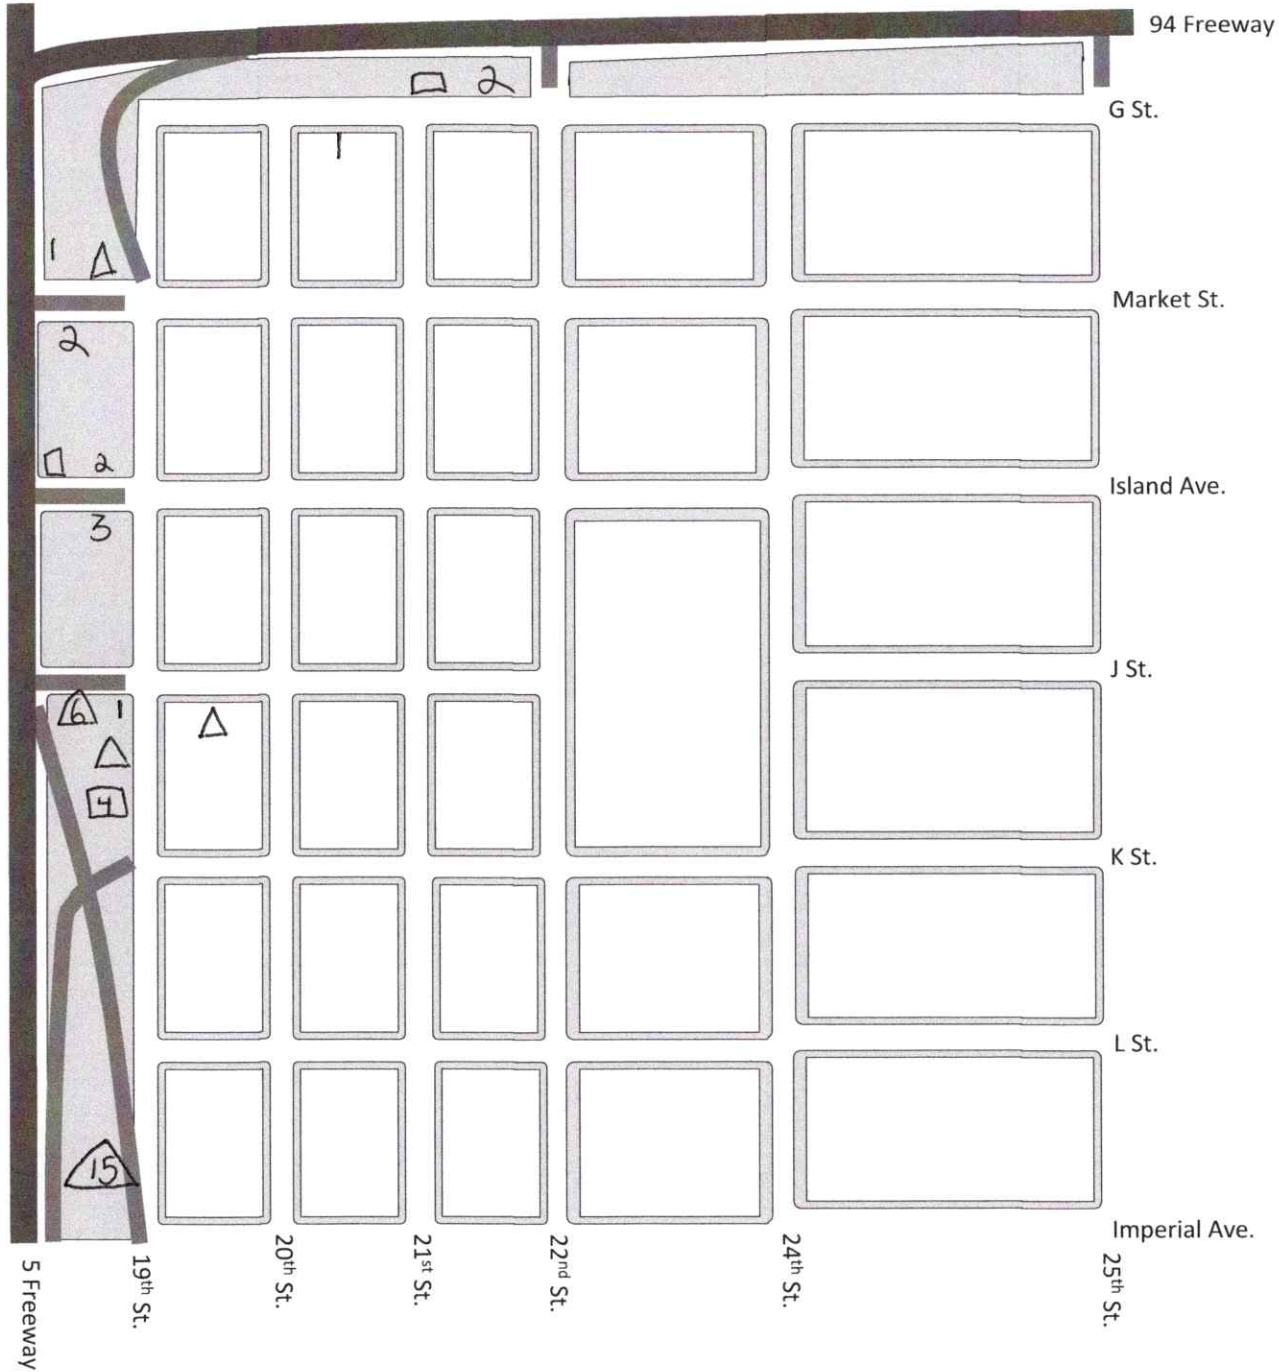 94 Freeway
2
G St.
1
1
Market St.
2
2
Island Ave.
3
J St.
6 1
4
K St.
L St.
15
Imperial Ave.
5 Freeway
19th St.
20th St.
21st St.
22nd St.
24th St.
25th St.